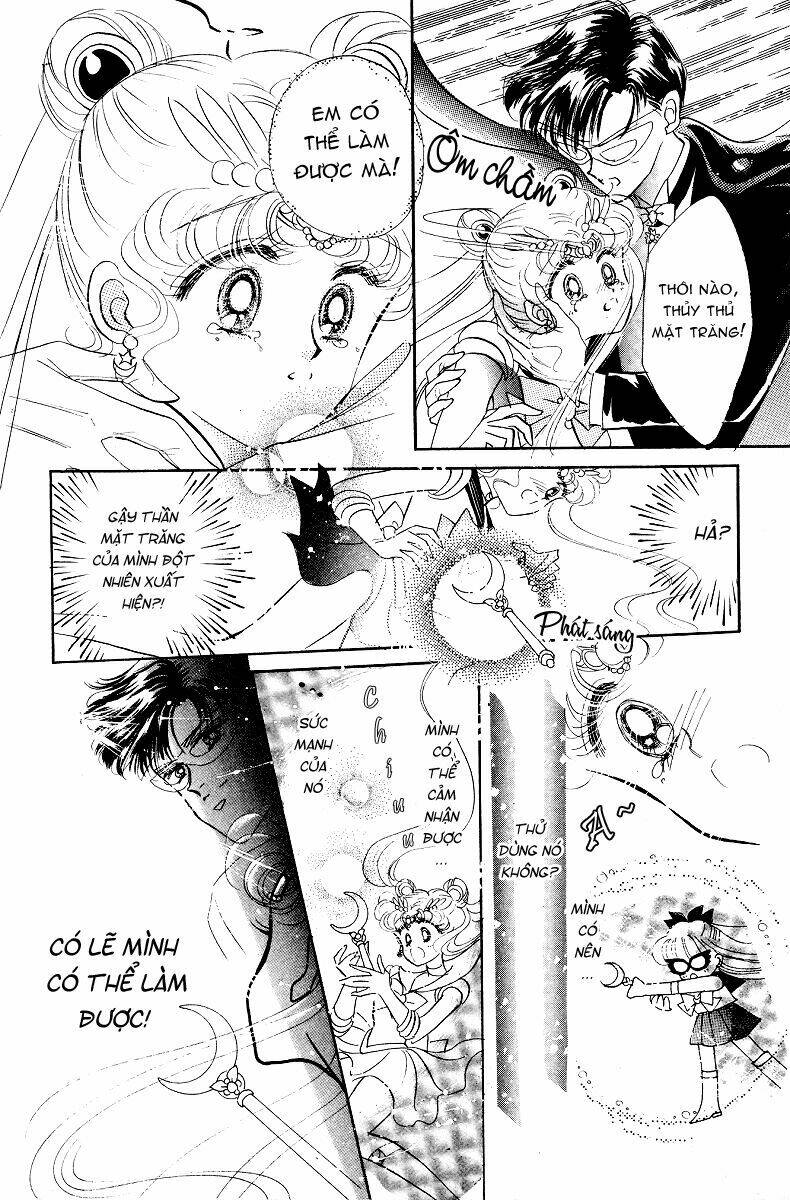 Ôm chầm
THÔI NÀO,
THỦY THỦ
MẶT TRĂNG!
EM CÓ
THỂ LÀM
ĐƯỢC MÀ!
HẢ?
Phát sáng
GẬY THẦN
MẶT TRĂNG
CỦA MÌNH ĐỘT
NHIÊN XUẤT
HIỆN?!
A~
MÌNH
CÓ NÊN
...
THỬ
DÙNG NÓ
KHÔNG?
MÌNH
CÓ THỂ
CẢM
NHẬN
ĐƯỢC
...
Chíuu
SỨC
MẠNH
CỦA
NÓ
CÓ LẼ MÌNH
CÓ THỂ LÀM
ĐƯỢC!